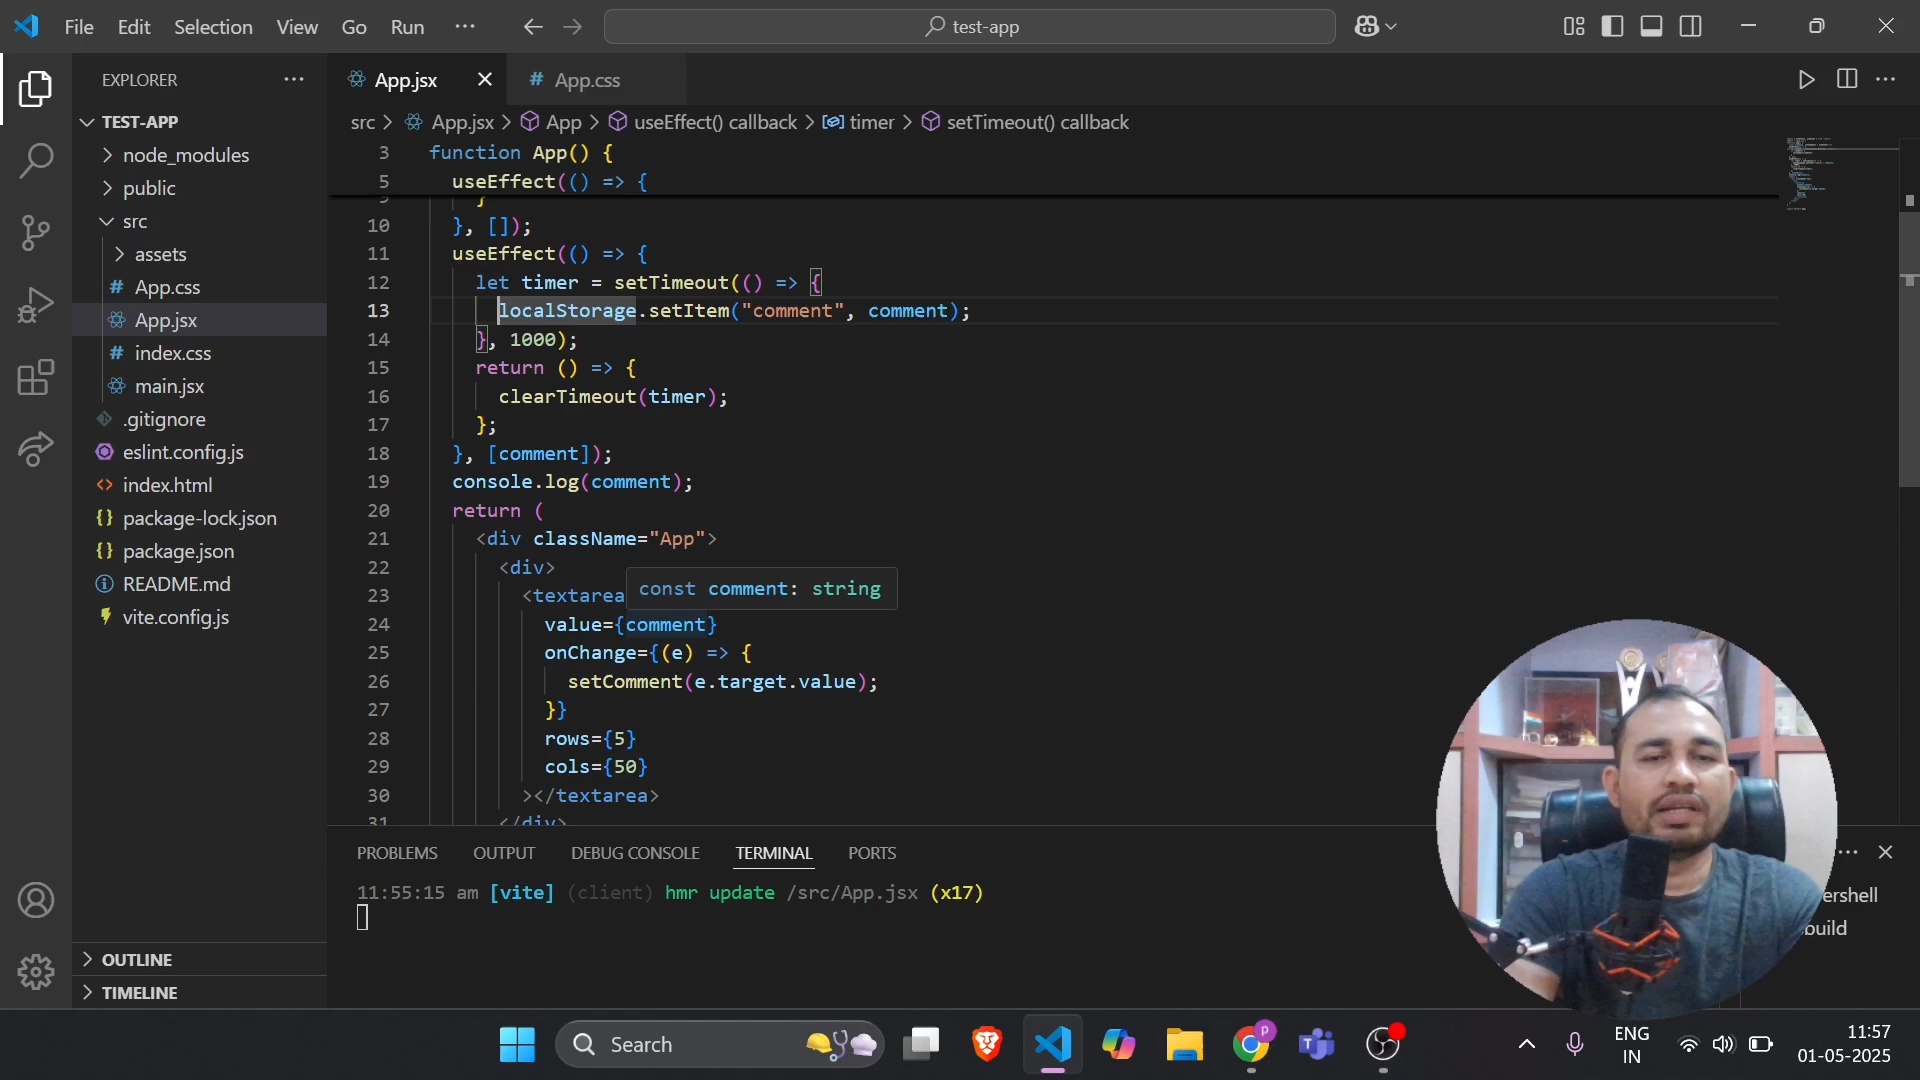 File Edit Selection View Go Run ··· test-app
EXPLORER ···
App.jsx
# App.css
src > App.jsx > App > useEffect() callback > timer > setTimeout() callback
TEST-APP
node_modules
public
src
assets
# App.css
App.jsx
# index.css
main.jsx
.gitignore
eslint.config.js
<> index.html
{} package-lock.json
{} package.json
README.md
vite.config.js
OUTLINE
TIMELINE
3 function App() {
5 useEffect(() => {
9 }
10 }, []);
11 useEffect(() => {
12 let timer = setTimeout(() => {
13 localStorage.setItem("comment", comment);
14 }, 1000);
15 return () => {
16 clearTimeout(timer);
17 };
18 }, [comment]);
19 console.log(comment);
20 return (
21 <div className="App">
22 <div>
23 <textarea
const comment: string
24 value={comment}
25 onChange={(e) => {
26 setComment(e.target.value);
27 }}
28 rows={5}
29 cols={50}
30 ></textarea>
31 </div>
PROBLEMS OUTPUT DEBUG CONSOLE TERMINAL PORTS ···
11:55:15 am [vite] (client) hmr update /src/App.jsx (x17)
Search
p
ENG
IN
11:57
01-05-2025